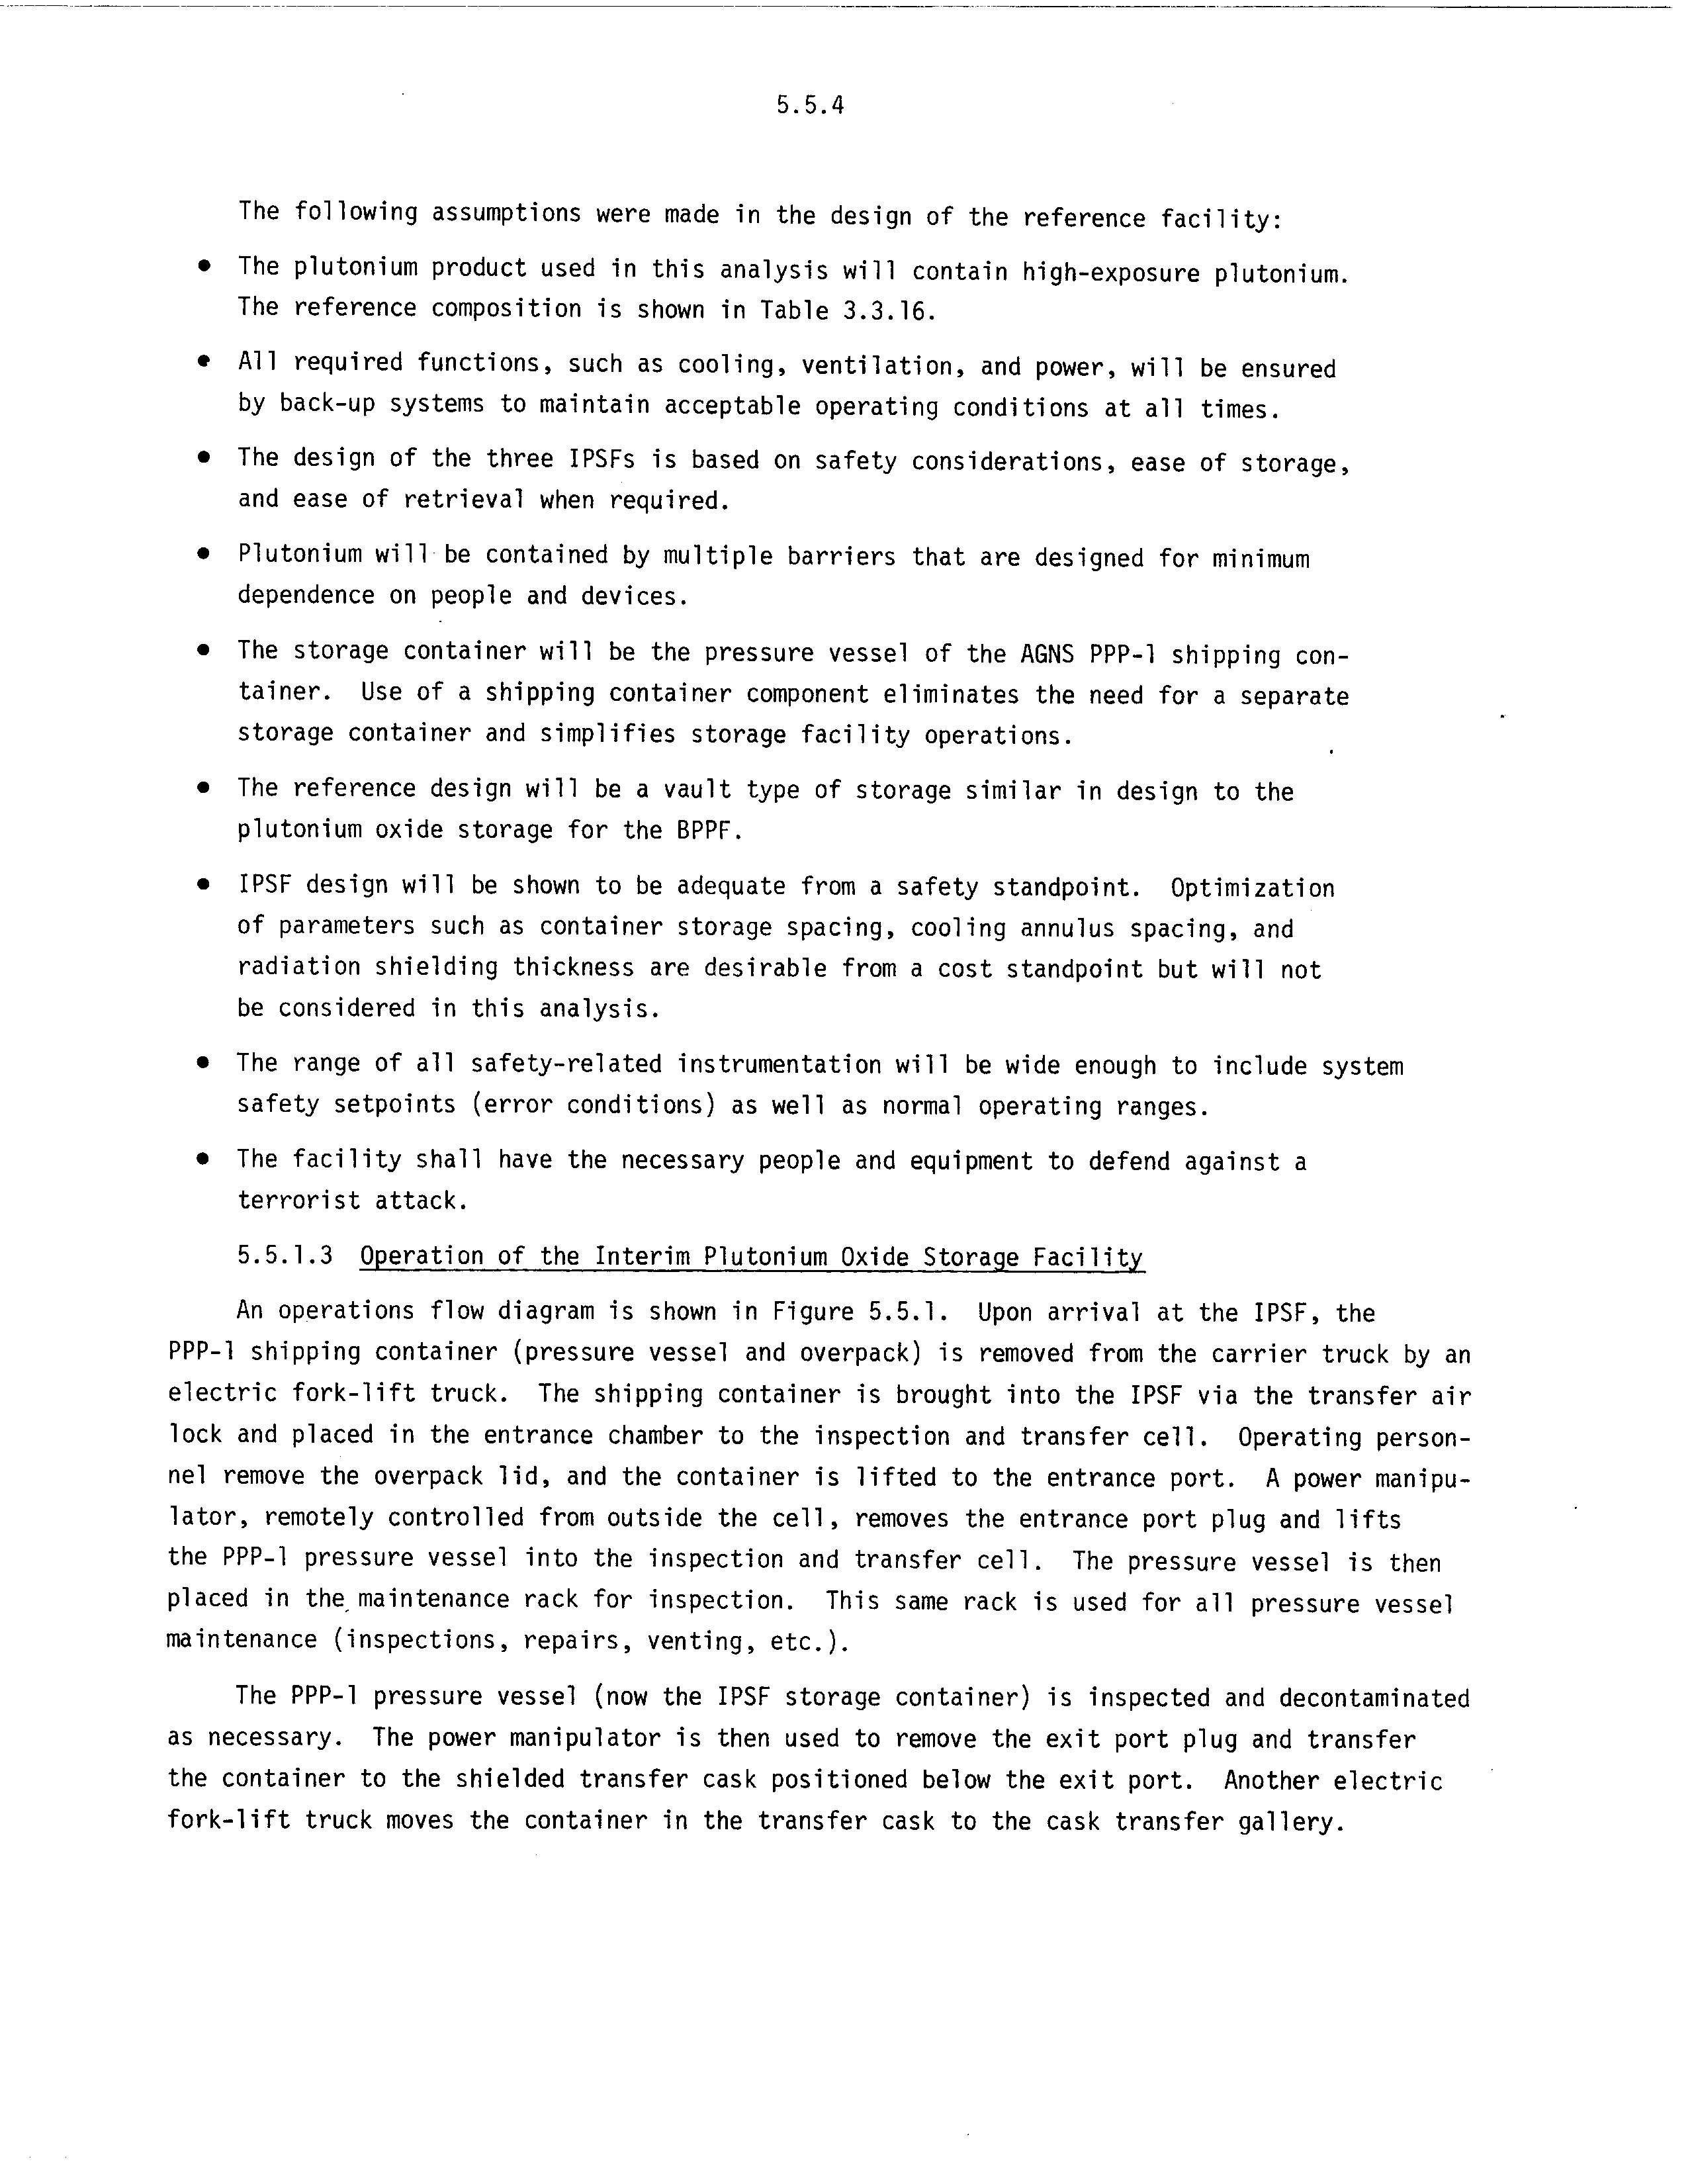 5.5.4
The following assumptions were made in the design of the reference facility:
● The plutonium product used in this analysis will contain high-exposure plutonium.
The reference composition is shown in Table 3.3.16.
● All required functions, such as cooling, ventilation, and power, will be ensured
by back-up systems to maintain acceptable operating conditions at all times.
● The design of the three IPSFs is based on safety considerations, ease of storage,
and ease of retrieval when required.
● Plutonium will be contained by multiple barriers that are designed for minimum
dependence on people and devices.
● The storage container will be the pressure vessel of the AGNS PPP-1 shipping con-
tainer. Use of a shipping container component eliminates the need for a separate
storage container and simplifies storage facility operations.
● The reference design will be a vault type of storage similar in design to the
plutonium oxide storage for the BPPF.
● IPSF design will be shown to be adequate from a safety standpoint. Optimization
of parameters such as container storage spacing, cooling annulus spacing, and
radiation shielding thickness are desirable from a cost standpoint but will not
be considered in this analysis.
● The range of all safety-related instrumentation will be wide enough to include system
safety setpoints (error conditions) as well as normal operating ranges.
● The facility shall have the necessary people and equipment to defend against a
terrorist attack.
5.5.1.3 Operation of the Interim Plutonium Oxide Storage Facility
An operations flow diagram is shown in Figure 5.5.1. Upon arrival at the IPSF, the
PPP-1 shipping container (pressure vessel and overpack) is removed from the carrier truck by an
electric fork-lift truck. The shipping container is brought into the IPSF via the transfer air
lock and placed in the entrance chamber to the inspection and transfer cell. Operating person-
nel remove the overpack lid, and the container is lifted to the entrance port. A power manipu-
lator, remotely controlled from outside the cell, removes the entrance port plug and lifts
the PPP-1 pressure vessel into the inspection and transfer cell. The pressure vessel is then
placed in the maintenance rack for inspection. This same rack is used for all pressure vessel
maintenance (inspections, repairs, venting, etc.).
The PPP-1 pressure vessel (now the IPSF storage container) is inspected and decontaminated
as necessary. The power manipulator is then used to remove the exit port plug and transfer
the container to the shielded transfer cask positioned below the exit port. Another electric
fork-lift truck moves the container in the transfer cask to the cask transfer gallery.